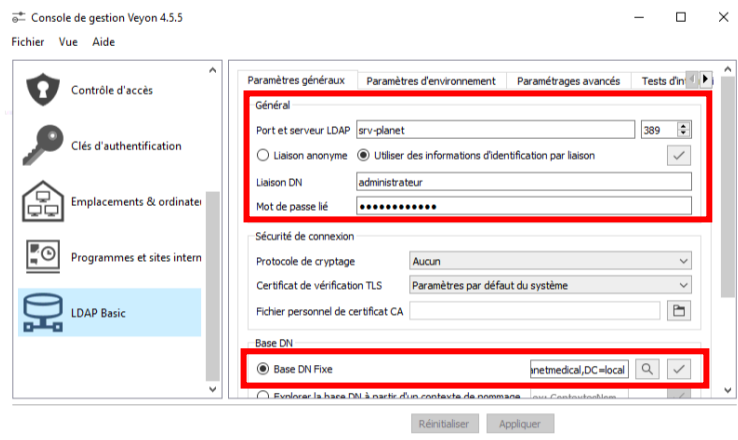 Console de gestion Veyon 4.5.5
Fichier Vue Aide
Contrôle d'accès
Clés d'authentification
Emplacements & ordinate
Programmes et sites intern
LDAP Basic
Paramètres généraux Paramètres d'environnement Paramétrages avancés Tests d'in
Général
Port et serveur LDAP srv-planet 389
Liaison anonyme Utiliser des informations d'identification par liaison
Liaison DN administrateur
Mot de passe lié ●●●●●●●●●●●●
Sécurité de connexion
Protocole de cryptage Aucun
Certificat de vérification TLS Paramètres par défaut du système
Fichier personnel de certificat CA
Base DN
Base DN Fixe anetmedical,DC=local
Explorer la base DN à partir d'un contexte de nommage
Réinitialiser Appliquer